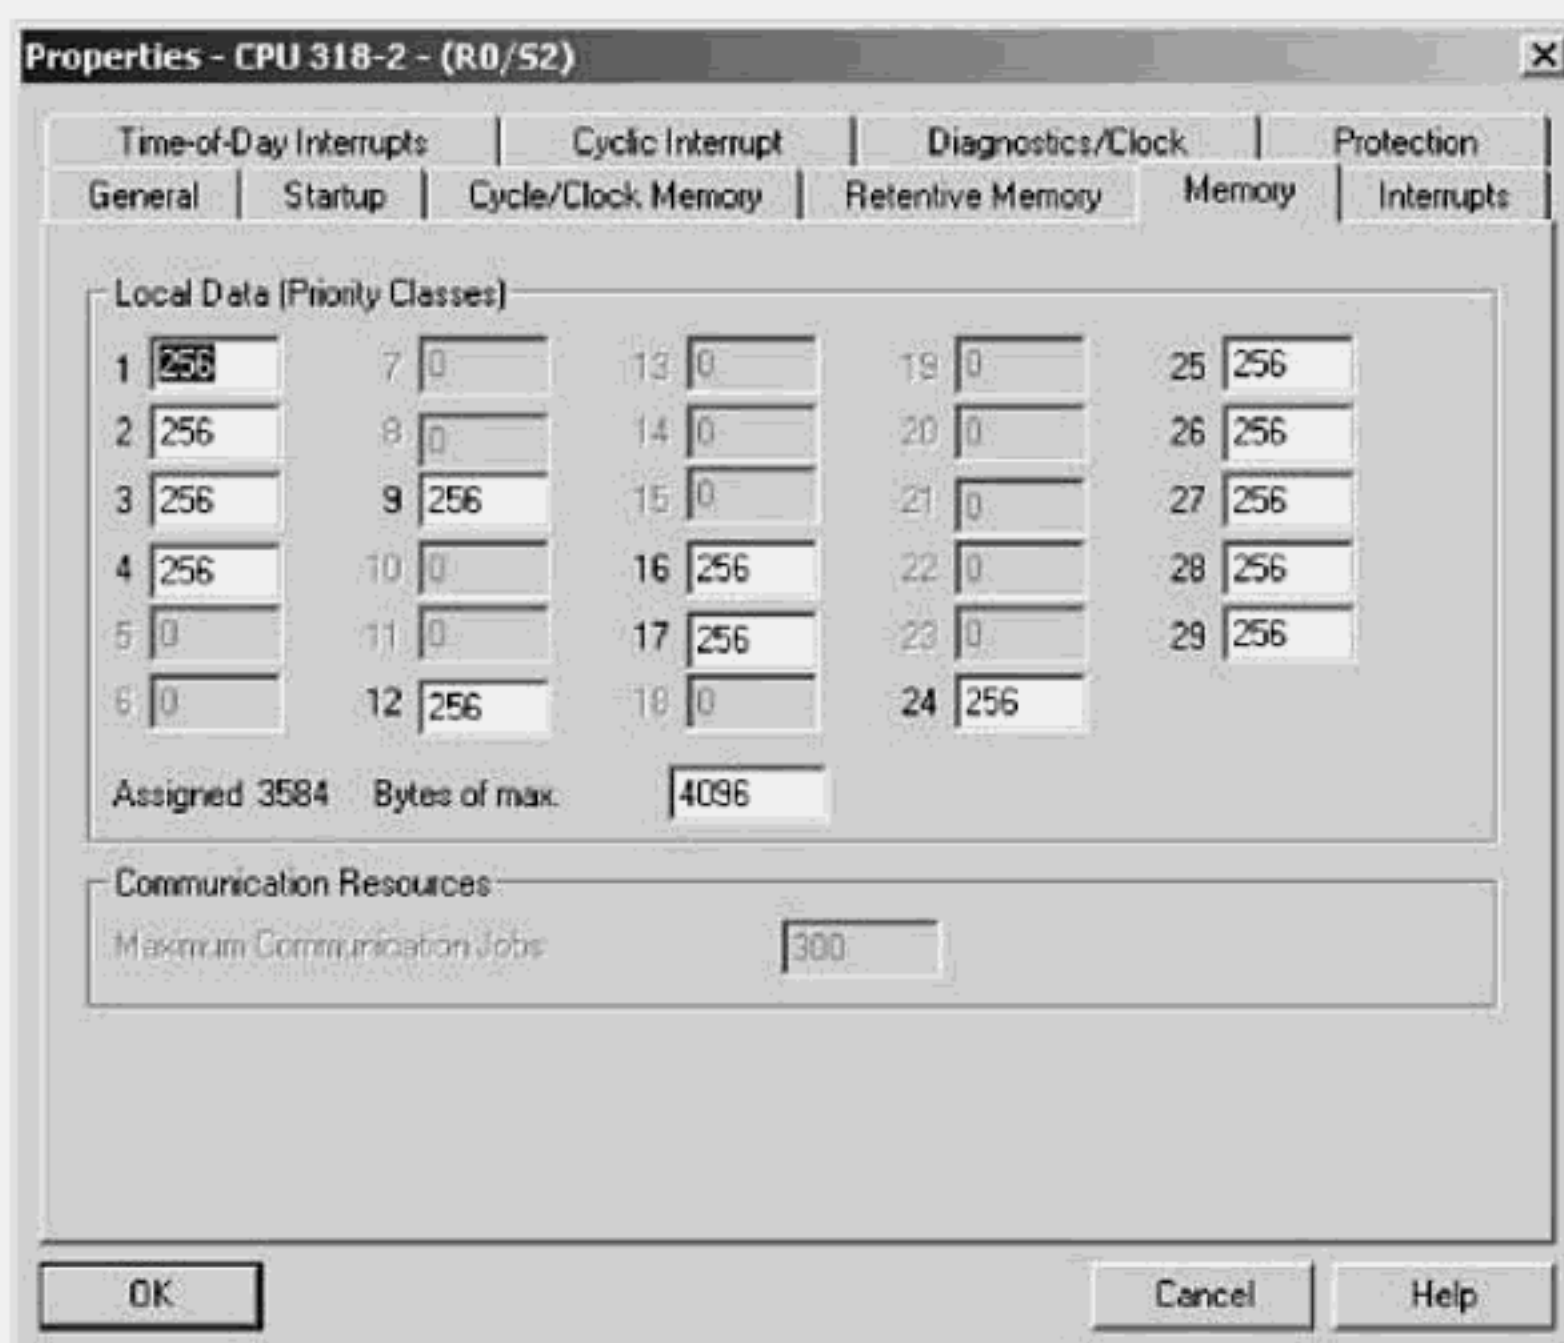 Properties - CPU 318-2 - (R0/S2)
Time-of-Day Interrupts Cyclic Interrupt Diagnostics/Clock Protection
General Startup Cycle/Clock Memory Retentive Memory Memory Interrupts
Local Data (Priority Classes)
1 256 7 0 13 0 19 0 25 256
2 256 8 0 14 0 20 0 26 256
3 256 9 256 15 0 21 0 27 256
4 256 10 0 16 256 22 0 28 256
5 0 11 0 17 256 23 0 29 256
6 0 12 256 18 0 24 256
Assigned 3584 Bytes of max. 4096
Communication Resources
Maximum Communication Jobs 300
OK Cancel Help